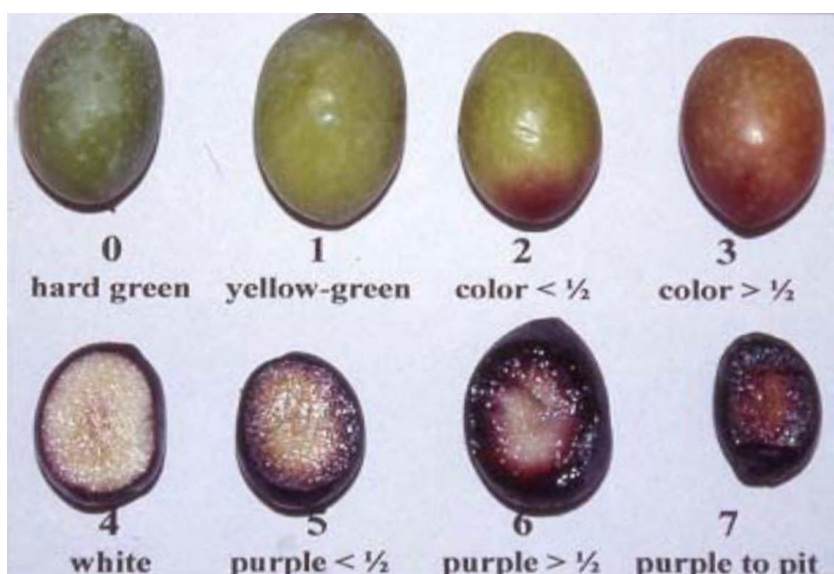 0 1 2 3
hard green yellow-green color < ½ color > ½
4 5 6 7
white purple < ½ purple > ½ purple to pit